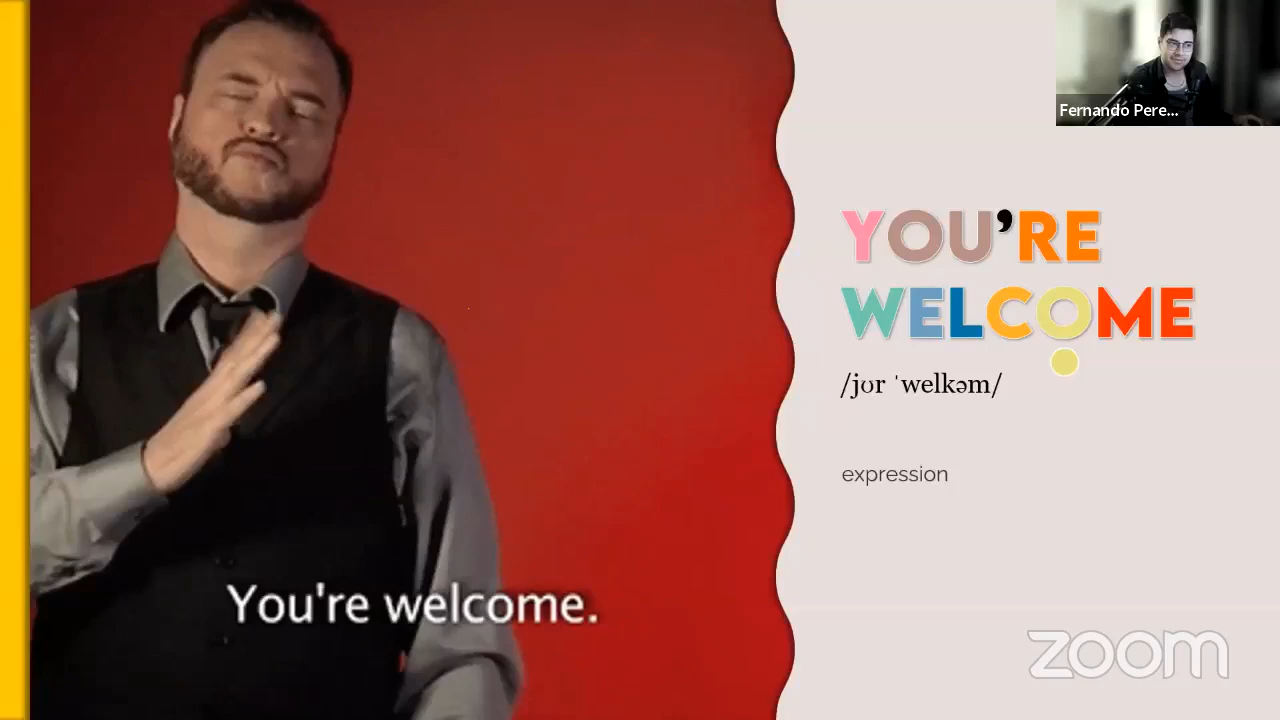 Fernando Pere...
YOU’RE
WELCOME
/jʊr ˈwelkəm/
expression
You're welcome.
zoom